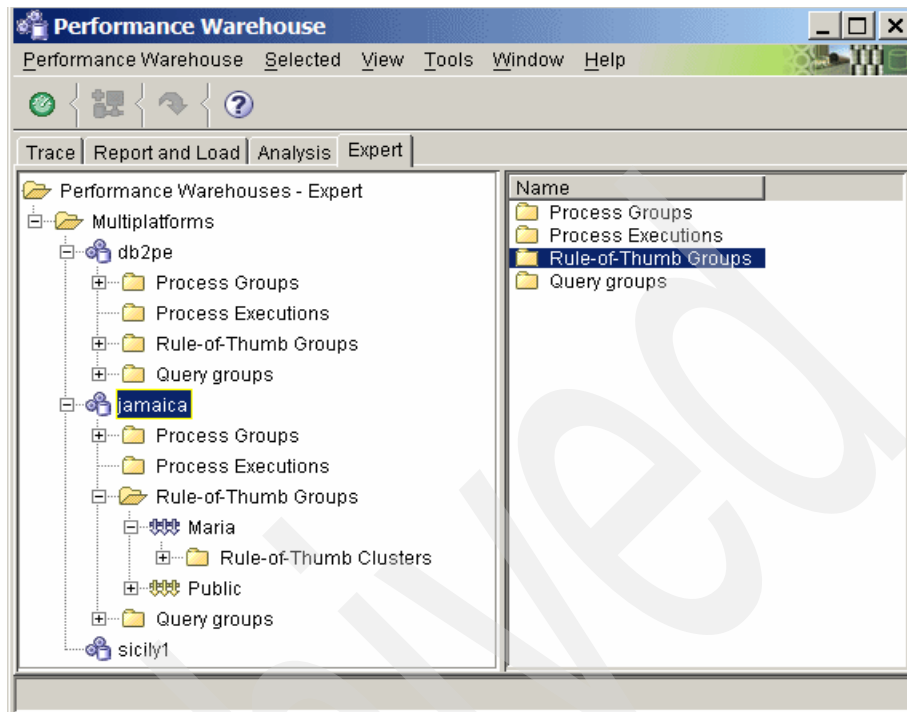 Performance Warehouse
Performance Warehouse Selected View Tools Window Help
Trace Report and Load Analysis Expert
Performance Warehouses - Expert
Multiplatforms
db2pe
Process Groups
Process Executions
Rule-of-Thumb Groups
Query groups
jamaica
Process Groups
Process Executions
Rule-of-Thumb Groups
Maria
Rule-of-Thumb Clusters
Public
Query groups
sicily1
Name
Process Groups
Process Executions
Rule-of-Thumb Groups
Query groups